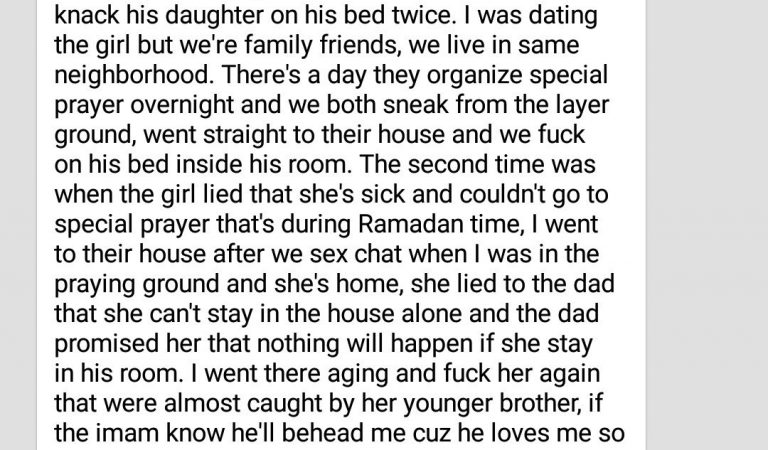 knack his daughter on his bed twice. I was dating
the girl but we're family friends, we live in same
neighborhood. There's a day they organize special
prayer overnight and we both sneak from the layer
ground, went straight to their house and we fuck
on his bed inside his room. The second time was
when the girl lied that she's sick and couldn't go to
special prayer that's during Ramadan time, I went
to their house after we sex chat when I was in the
praying ground and she's home, she lied to the dad
that she can't stay in the house alone and the dad
promised her that nothing will happen if she stay
in his room. I went there aging and fuck her again
that were almost caught by her younger brother, if
the imam know he'll behead me cuz he loves me so